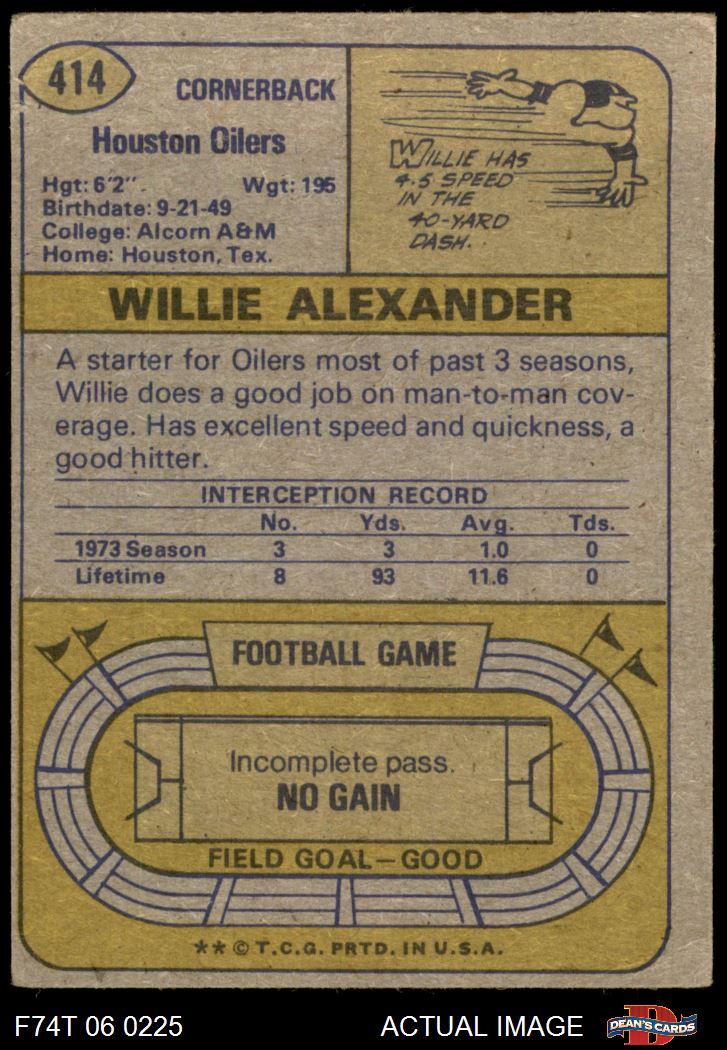 414
CORNERBACK
Houston Oilers
Hgt: 6'2". Wgt: 195
Birthdate: 9-21-49
College: Alcorn A&M
Home: Houston, Tex.
WILLIE HAS
4.5 SPEED
IN THE
40-YARD
DASH.
WILLIE ALEXANDER
A starter for Oilers most of past 3 seasons,
Willie does a good job on man-to-man cov-
erage. Has excellent speed and quickness, a
good hitter.
INTERCEPTION RECORD
No. Yds. Avg. Tds.
1973 Season 3 3 1.0 0
Lifetime 8 93 11.6 0
FOOTBALL GAME
Incomplete pass.
NO GAIN
FIELD GOAL—GOOD
** © T.C.G. PRTD. IN U.S.A.
F74T 06 0225 ACTUAL IMAGE
DEAN'S CARDS